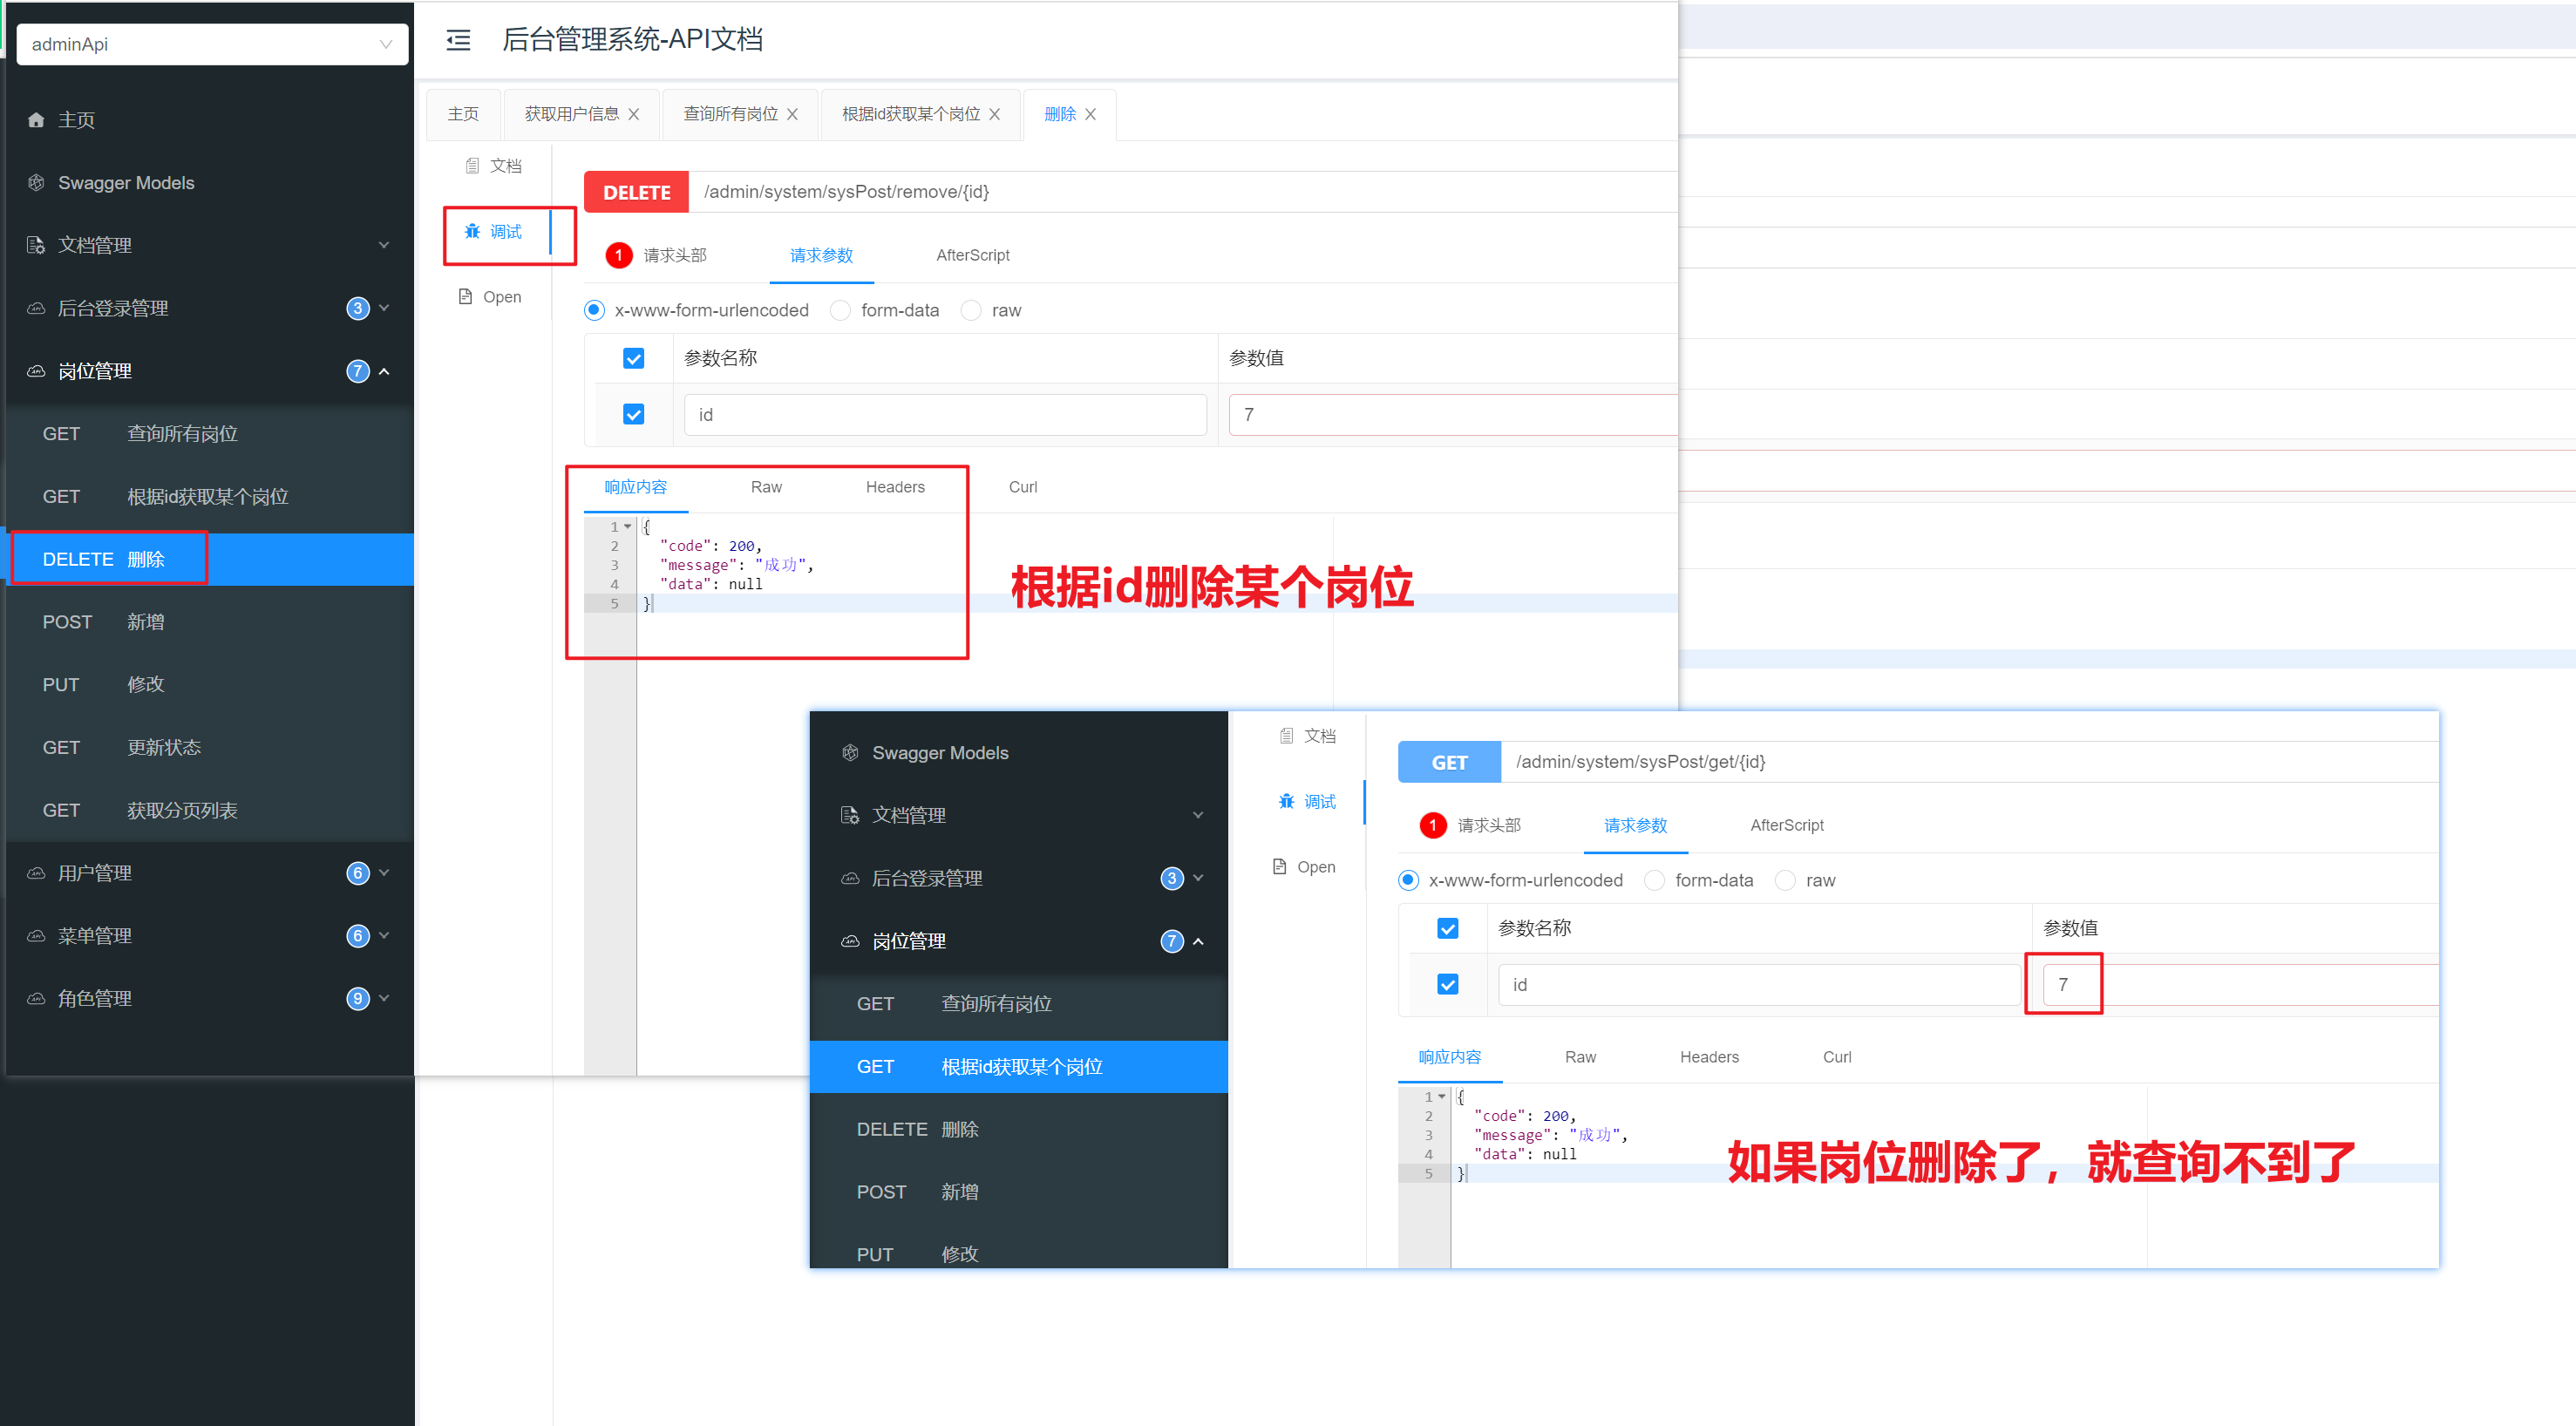 adminApi
主页
Swagger Models
文档管理
后台登录管理 3
岗位管理 7
GET 查询所有岗位
GET 根据id获取某个岗位
DELETE 删除
POST 新增
PUT 修改
GET 更新状态
GET 获取分页列表
用户管理 6
菜单管理 6
角色管理 9
后台管理系统-API文档
主页 获取用户信息 查询所有岗位 根据id获取某个岗位 删除
文档
调试
Open
DELETE /admin/system/sysPost/remove/{id}
1 请求头部 请求参数 AfterScript
x-www-form-urlencoded form-data raw
参数名称 参数值
id 7
响应内容 Raw Headers Curl
1 {
2 "code": 200,
3 "message": "成功",
4 "data": null
5 }
根据id删除某个岗位
Swagger Models
文档管理
后台登录管理 3
岗位管理 7
GET 查询所有岗位
GET 根据id获取某个岗位
DELETE 删除
POST 新增
PUT 修改
文档
调试
Open
GET /admin/system/sysPost/get/{id}
1 请求头部 请求参数 AfterScript
x-www-form-urlencoded form-data raw
参数名称 参数值
id 7
响应内容 Raw Headers Curl
1 {
2 "code": 200,
3 "message": "成功",
4 "data": null
5 }
如果岗位删除了，就查询不到了